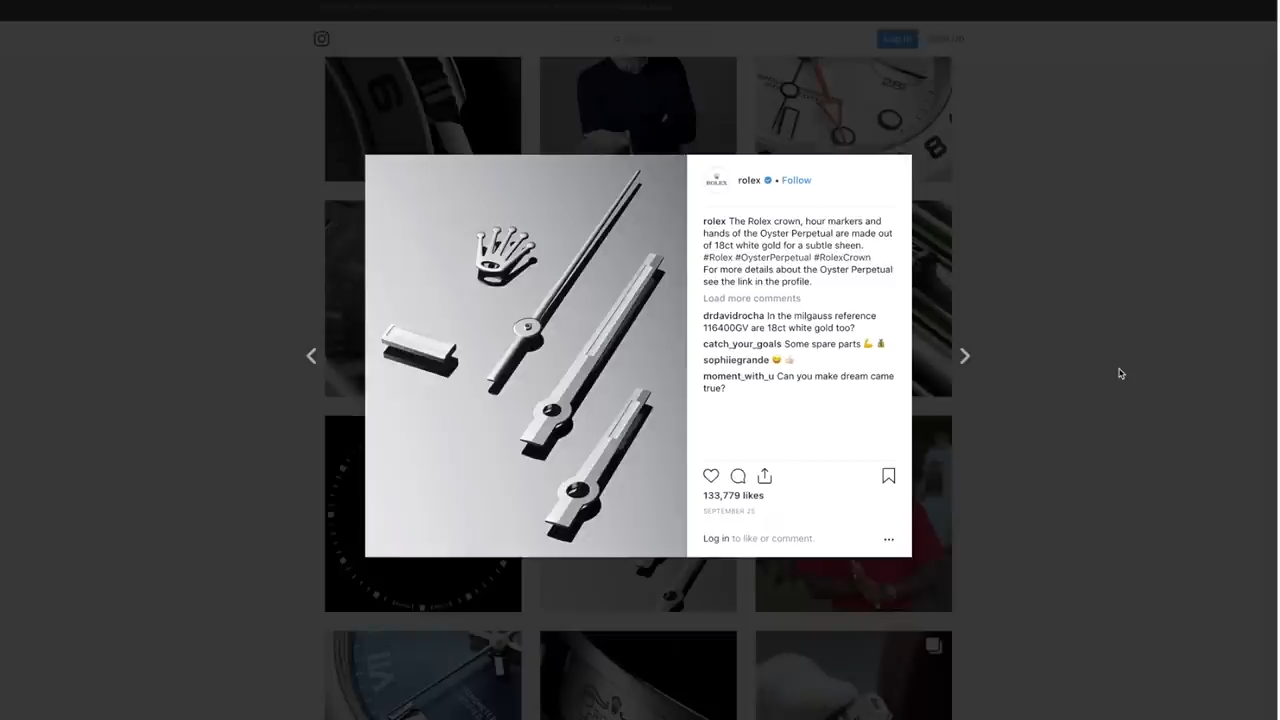 Log In
Sign Up
ROLEX
rolex • Follow
rolex The Rolex crown, hour markers and
hands of the Oyster Perpetual are made out
of 18ct white gold for a subtle sheen.
#Rolex #OysterPerpetual #RolexCrown
For more details about the Oyster Perpetual
see the link in the profile.
Load more comments
drdavidrocha In the milgauss reference
116400GV are 18ct white gold too?
catch_your_goals Some spare parts 💪 💰
sophiiegrande
moment_with_u Can you make dream came
true?
133,779 likes
SEPTEMBER 25
Log in to like or comment.